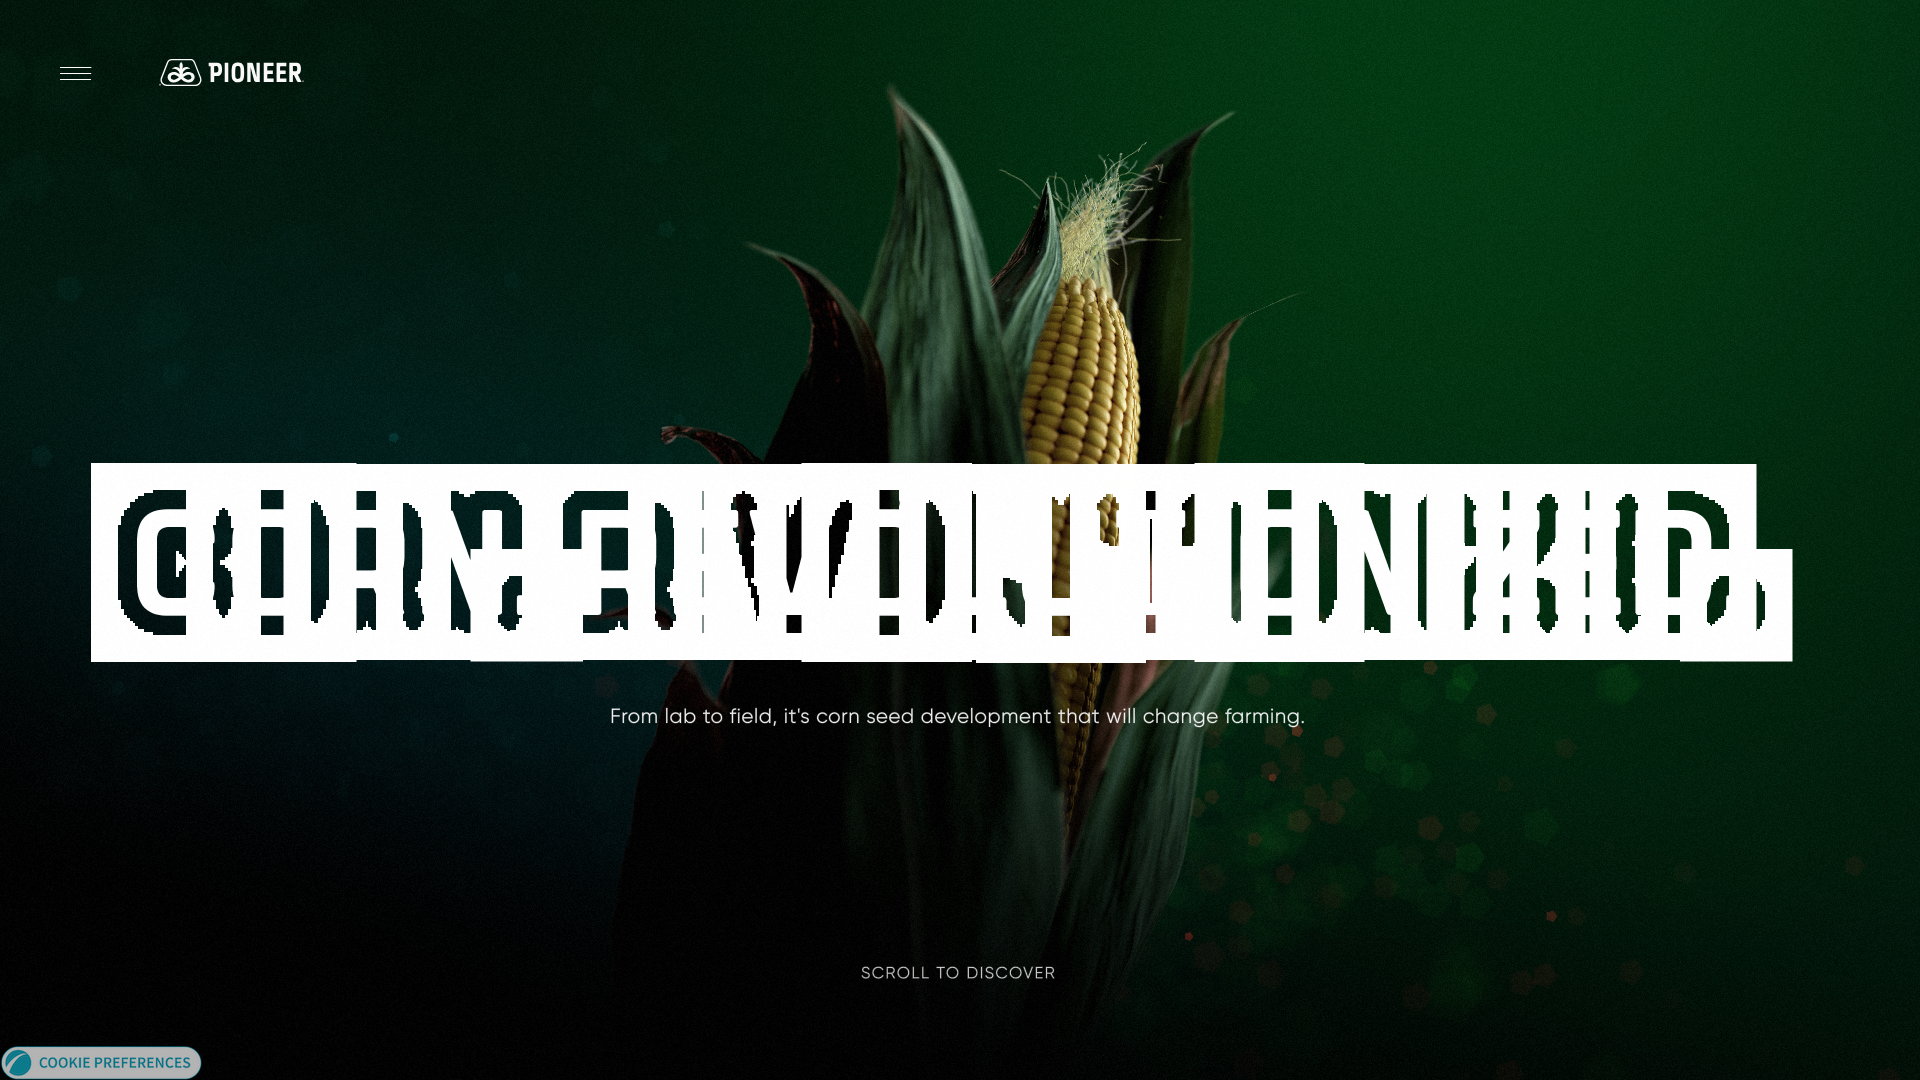 PIONEER
From lab to field, it's corn seed development that will change farming.
SCROLL TO DISCOVER
COOKIE PREFERENCES